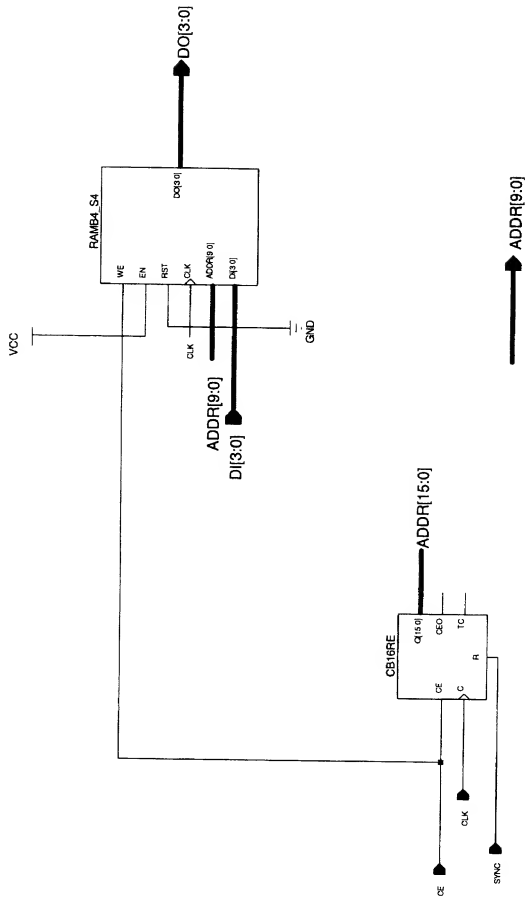 VCC
RAMB4_S4
WE
EN
RST
CLK
ADDR[9:0]
DI[3:0]
DO[3:0]
DO[3:0]
CLK
ADDR[9:0]
DI[3:0]
GND
CB16RE
CE
C
R
Q[15:0]
CEO
TC
ADDR[15:0]
ADDR[9:0]
CE
CLK
SYNC